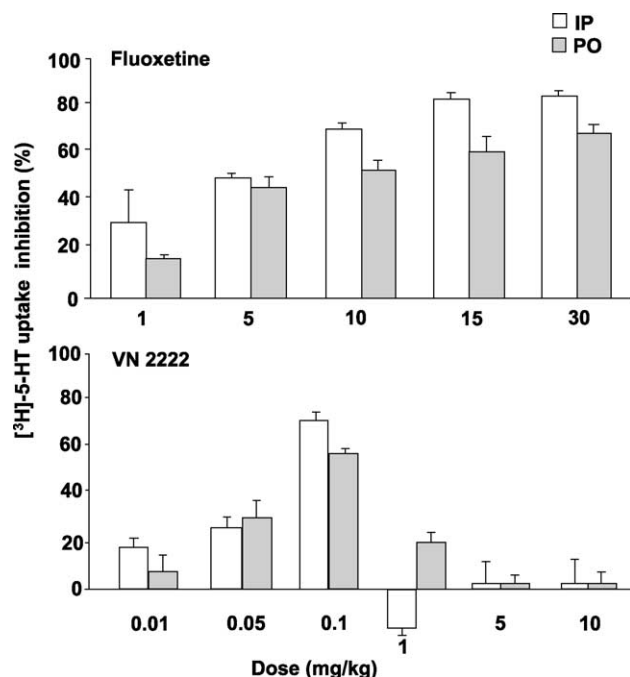 IP
PO
Fluoxetine
100
80
60
40
20
0
1 5 10 15 30
[³H]-5-HT uptake inhibition (%)
VN 2222
100
80
60
40
20
0
0.01 0.05 0.1 1 5 10
Dose (mg/kg)